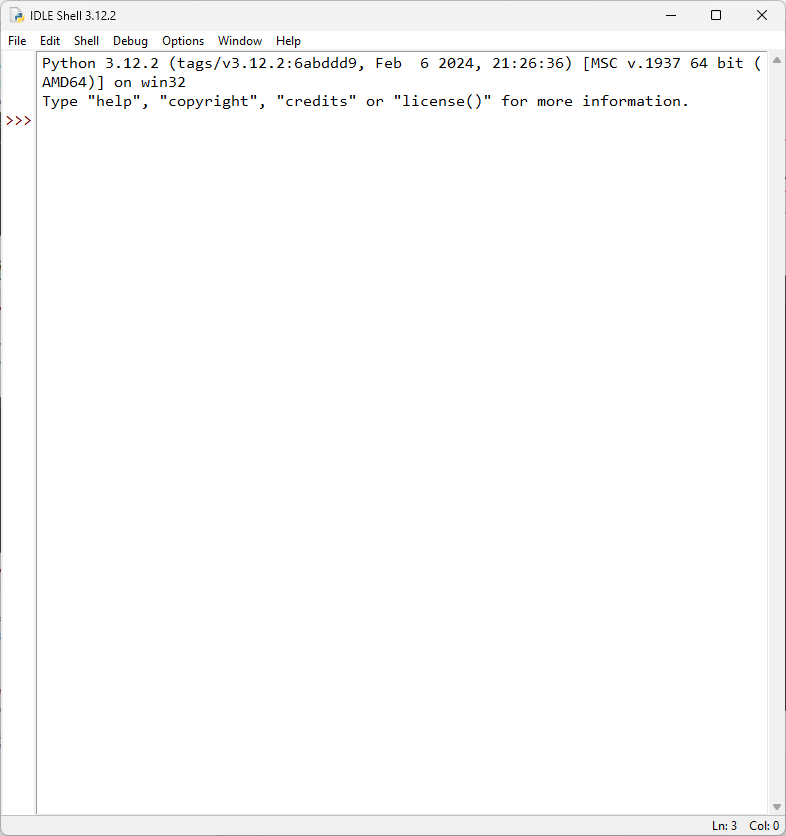 IDLE Shell 3.12.2
File Edit Shell Debug Options Window Help
Python 3.12.2 (tags/v3.12.2:6abddd9, Feb  6 2024, 21:26:36) [MSC v.1937 64 bit (
AMD64)] on win32
Type "help", "copyright", "credits" or "license()" for more information.
>>>
Ln: 3 Col: 0